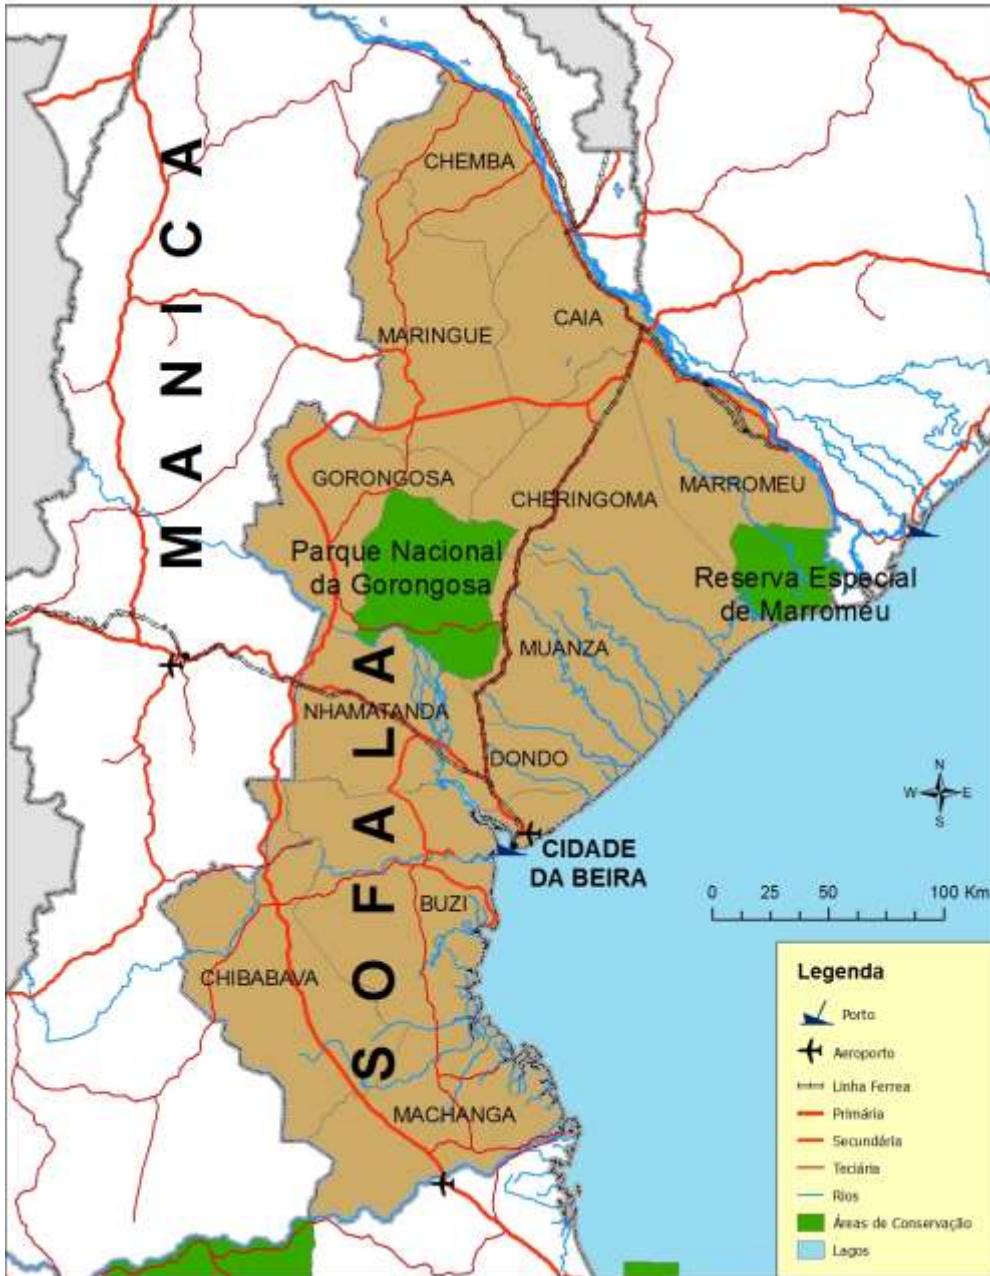 CHEMBA
MANICA
CAIA
MARINGUE
GORONGOSA
CHERINGOMA
MARROMEU
Parque Nacional
da Gorongosa
Reserva Especial
de Marromeu
MUANZA
SOFALA
NHAMATANDA
DONDO
N
W E
S
CIDADE
DA BEIRA
0 25 50 100 Km
BUZI
CHIBABAVA
MACHANGA
Legenda
Porto
Aeroporto
Linha Ferrea
Primária
Secundária
Teciária
Rios
Áreas de Conservação
Lagos